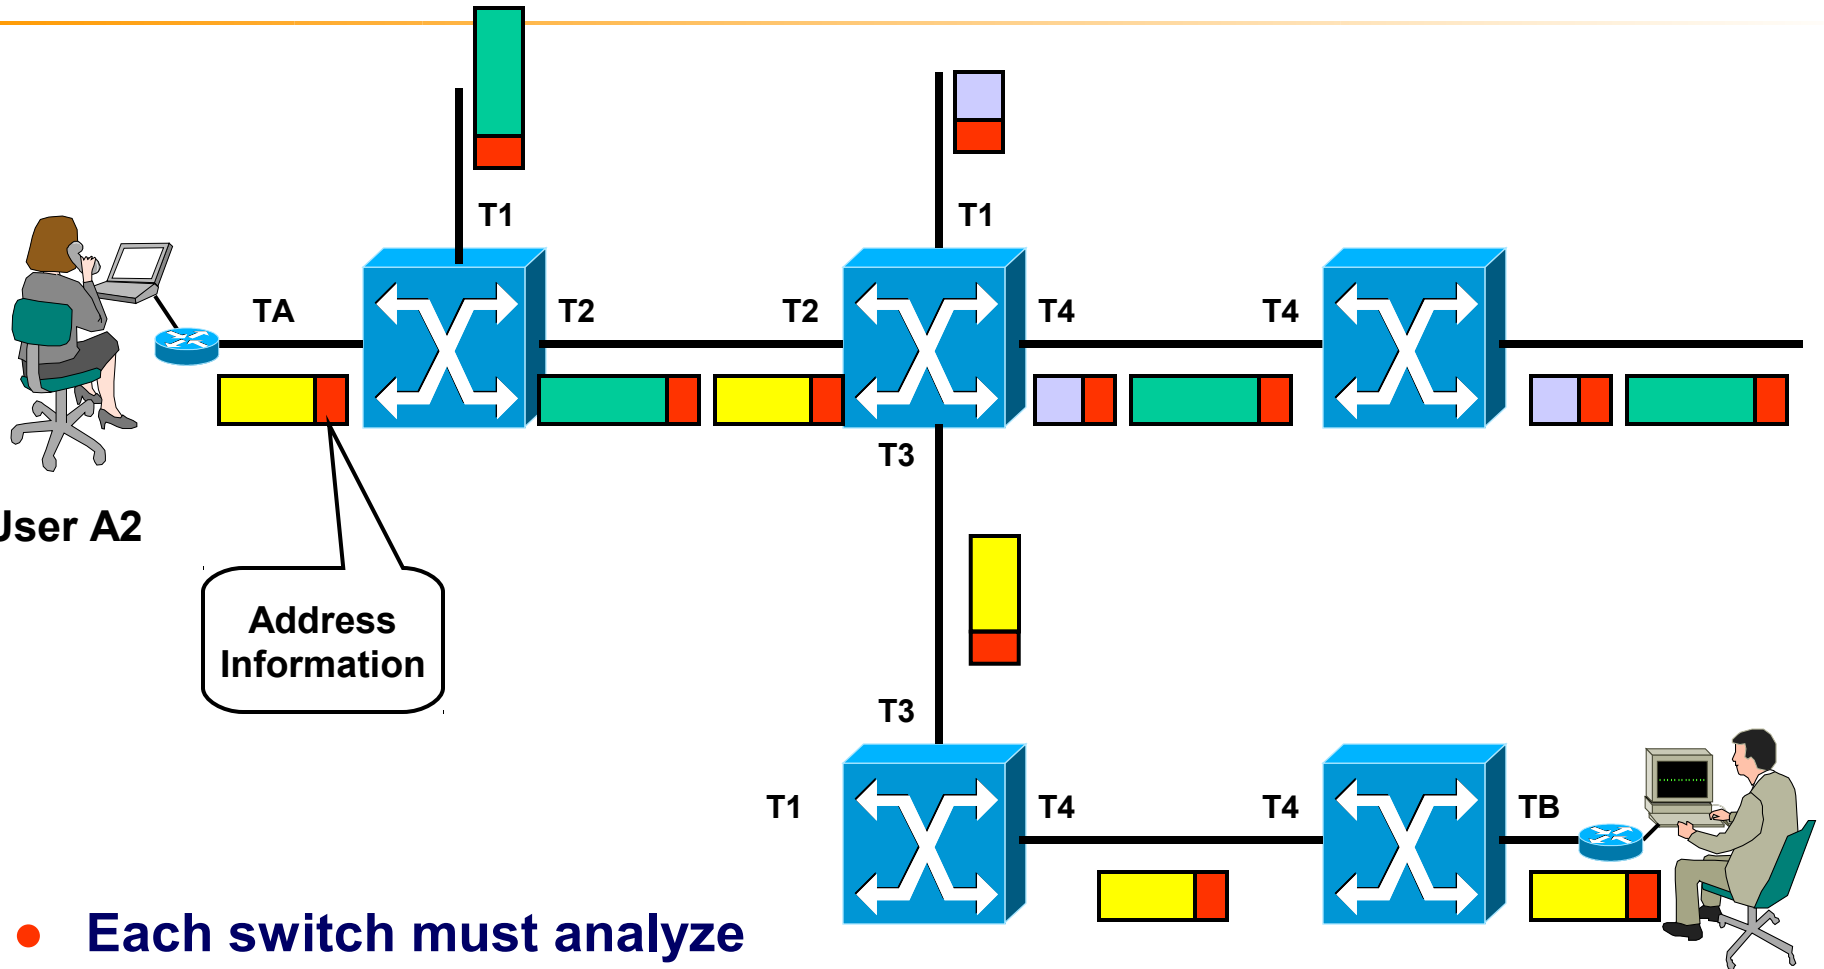 T1
T1
TA
T2
T2
T4
T4
T3
User A2
Address
Information
T3
T1
T4
T4
TB
Each switch must analyze